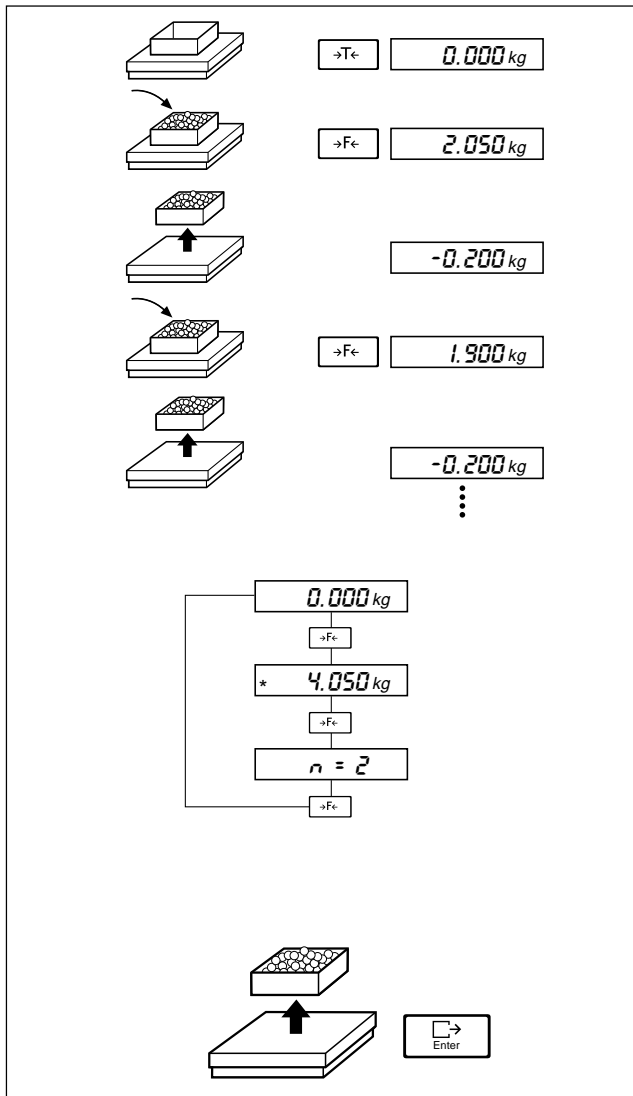 →T← 0.000 kg
→F← 2.050 kg
-0.200 kg
→F← 1.900 kg
-0.200 kg
0.000 kg
→F←
* 4.050 kg
→F←
n = 2
→F←
Enter